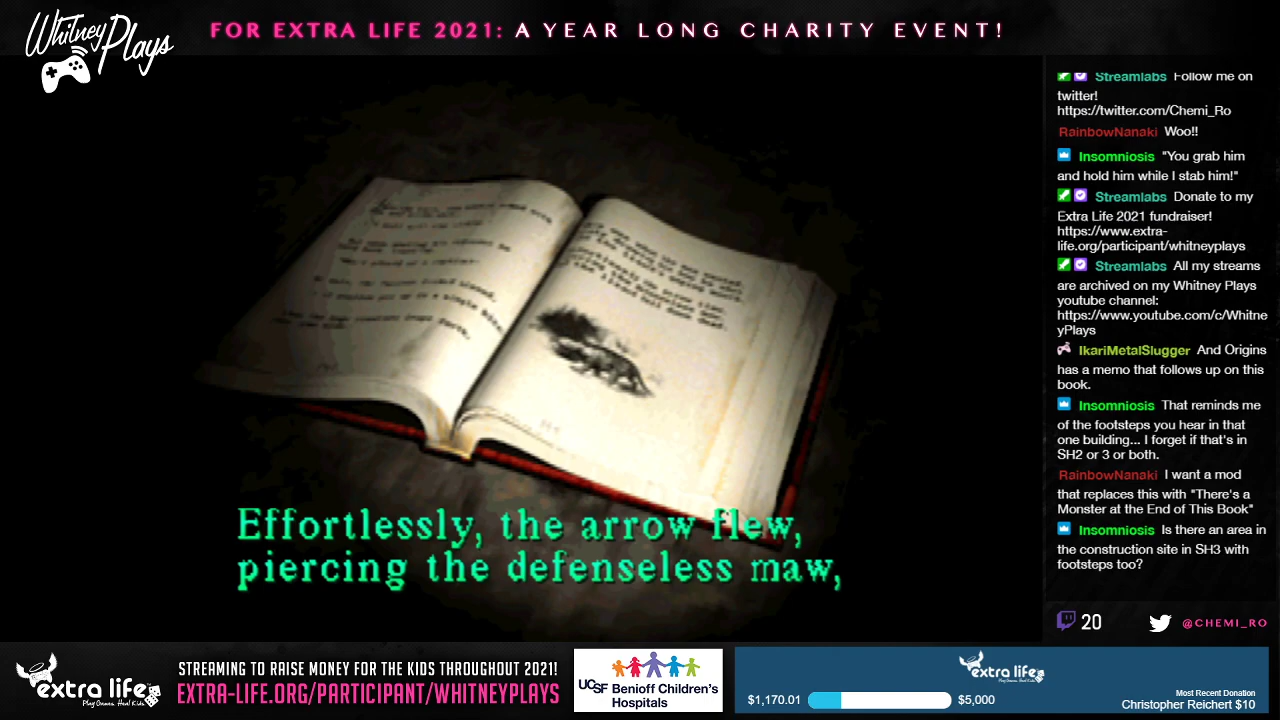 Whitney Plays
FOR EXTRA LIFE 2021: A YEAR LONG CHARITY EVENT!
Effortlessly, the arrow flew,
piercing the defenseless maw,
Streamlabs Follow me on
twitter!
https://twitter.com/Chemi_Ro
RainbowNanaki Woo!!
Insomniosis "You grab him
and hold him while I stab him!"
Streamlabs Donate to my
Extra Life 2021 fundraiser!
https://www.extra-
life.org/participant/whitneyplays
Streamlabs All my streams
are archived on my Whitney Plays
youtube channel:
https://www.youtube.com/c/Whitne
yPlays
IkariMetalSlugger And Origins
has a memo that follows up on this
book.
Insomniosis That reminds me
of the footsteps you hear in that
one building... I forget if that's in
SH2 or 3 or both.
RainbowNanaki I want a mod
that replaces this with "There's a
Monster at the End of This Book"
Insomniosis Is there an area in
the construction site in SH3 with
footsteps too?
20 @CHEMI_RO
extra life
Play Games. Heal Kids.
STREAMING TO RAISE MONEY FOR THE KIDS THROUGHOUT 2021!
EXTRA-LIFE.ORG/PARTICIPANT/WHITNEYPLAYS
UCSF Benioff Children's
Hospitals
extra life
$1,170.01 $5,000
Most Recent Donation
Christopher Reichert $10